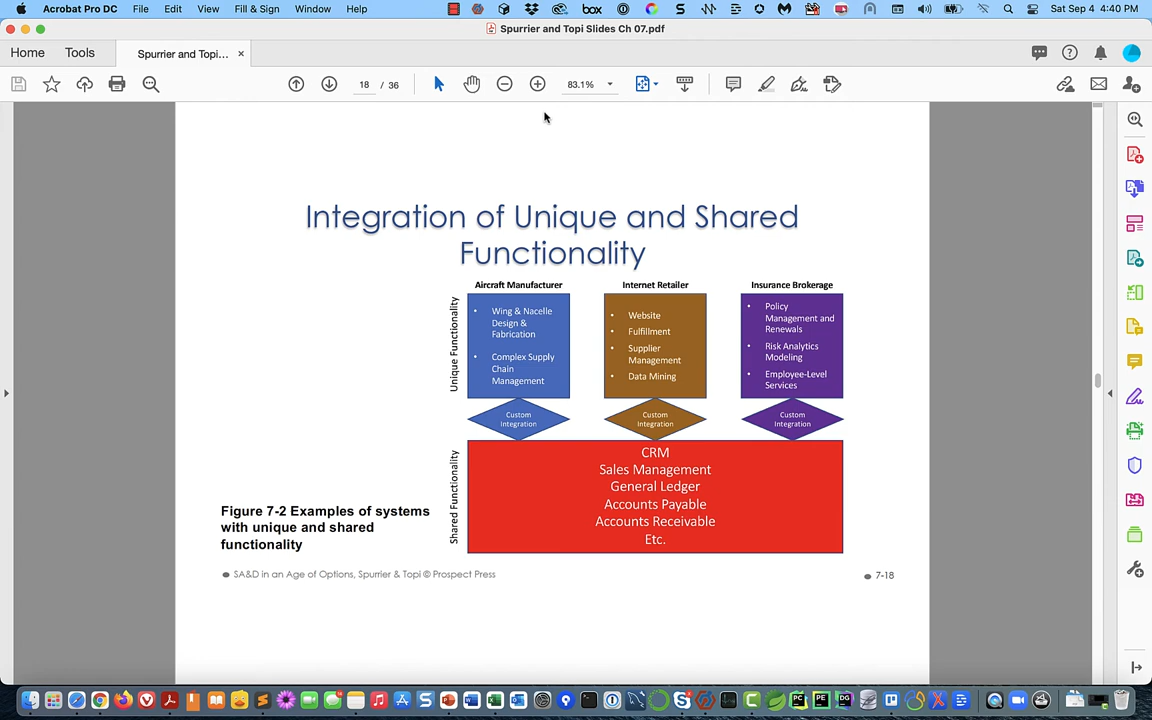 Acrobat Pro DC File Edit View Fill & Sign Window Help
box
Sat Sep 4 4:40 PM
Spurrier and Topi Slides Ch 07.pdf
Home Tools Spurrier and Topi... ×
18 / 36
83.1%
Integration of Unique and Shared
Functionality
Aircraft Manufacturer
Internet Retailer
Insurance Brokerage
Unique Functionality
• Wing & Nacelle
Design &
Fabrication
• Complex Supply
Chain
Management
• Website
• Fulfillment
• Supplier
Management
• Data Mining
• Policy
Management and
Renewals
• Risk Analytics
Modeling
• Employee-Level
Services
Custom
Integration
Custom
Integration
Custom
Integration
Shared Functionality
CRM
Sales Management
General Ledger
Accounts Payable
Accounts Receivable
Etc.
Figure 7-2 Examples of systems
with unique and shared
functionality
SA&D in an Age of Options, Spurrier & Topi © Prospect Press
7-18